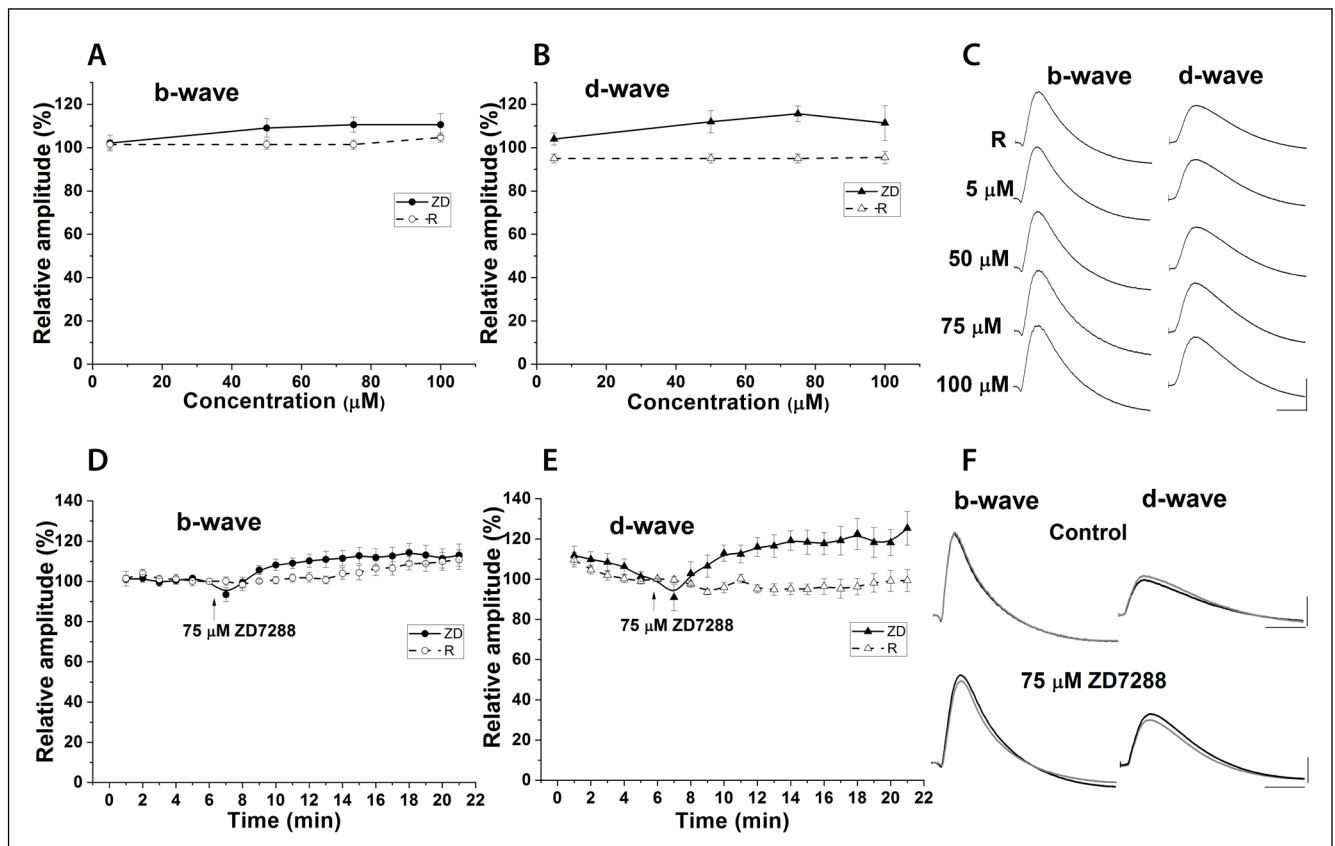 A
b-wave
Relative amplitude (%)
120
100
80
60
40
20
0
0 20 40 60 80 100
Concentration (μM)
ZD
R
B
d-wave
Relative amplitude (%)
120
100
80
60
40
20
0
0 20 40 60 80 100
Concentration (μM)
ZD
R
C
b-wave d-wave
R
5 μM
50 μM
75 μM
100 μM
D
b-wave
Relative amplitude (%)
140
120
100
80
60
40
20
0
75 μM ZD7288
ZD
R
0 2 4 6 8 10 12 14 16 18 20 22
Time (min)
E
d-wave
Relative amplitude (%)
140
120
100
80
60
40
20
0
75 μM ZD7288
ZD
R
0 2 4 6 8 10 12 14 16 18 20 22
Time (min)
F
b-wave d-wave
Control
75 μM ZD7288